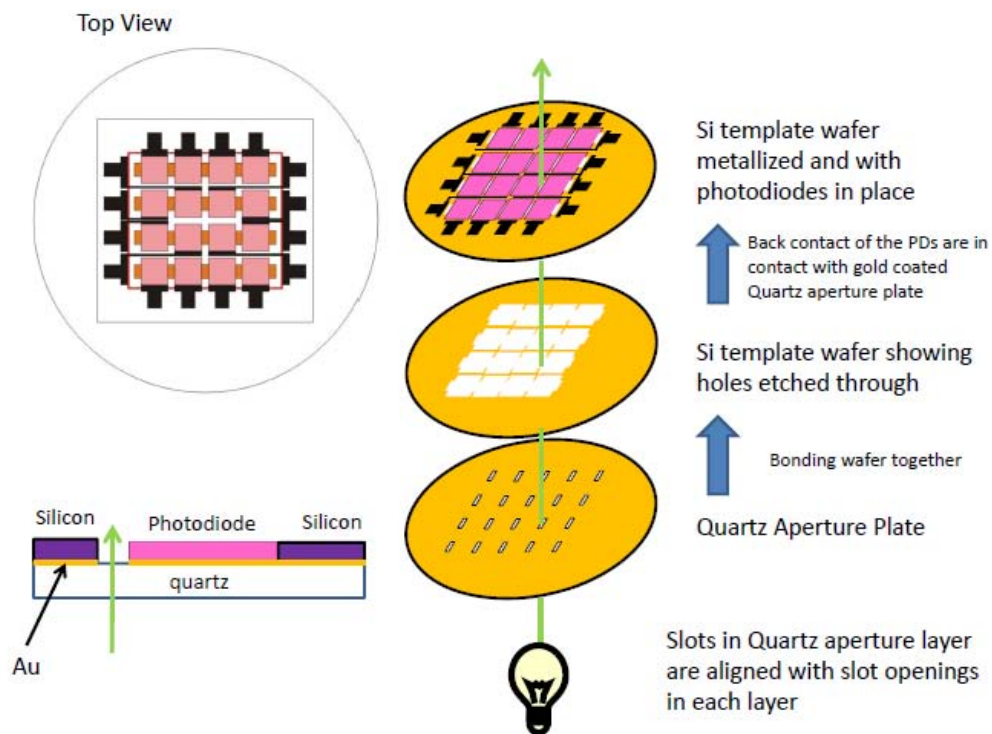 Top View
Si template wafer
metallized and with
photodiodes in place
Back contact of the PDs are in
contact with gold coated
Quartz aperture plate
Si template wafer showing
holes etched through
Bonding wafer together
Quartz Aperture Plate
Silicon
Photodiode
Silicon
quartz
Au
Slots in Quartz aperture layer
are aligned with slot openings
in each layer